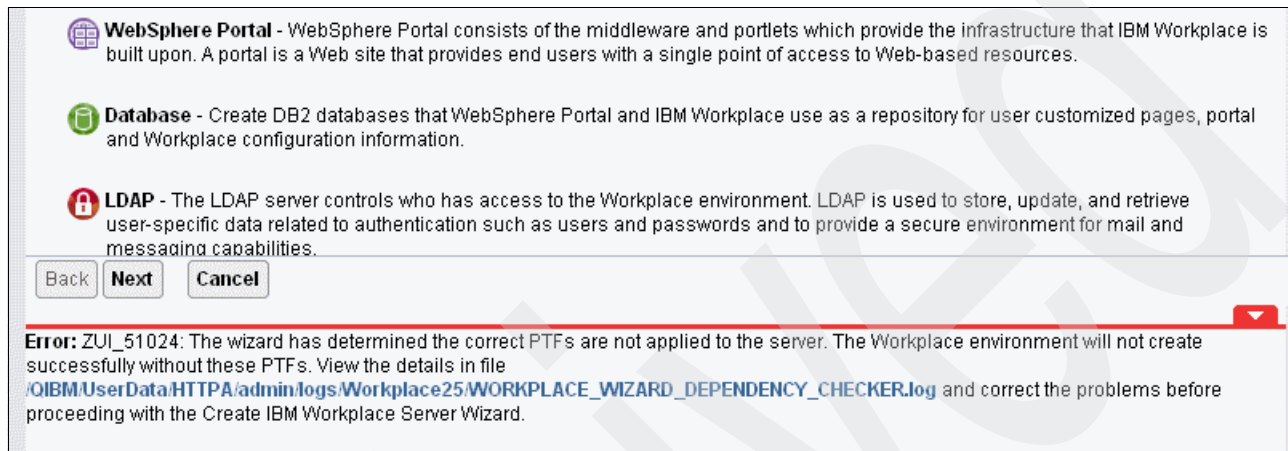 WebSphere Portal - WebSphere Portal consists of the middleware and portlets which provide the infrastructure that IBM Workplace is
built upon. A portal is a Web site that provides end users with a single point of access to Web-based resources.
Database - Create DB2 databases that WebSphere Portal and IBM Workplace use as a repository for user customized pages, portal
and Workplace configuration information.
LDAP - The LDAP server controls who has access to the Workplace environment. LDAP is used to store, update, and retrieve
user-specific data related to authentication such as users and passwords and to provide a secure environment for mail and
messaging capabilities.
Back Next Cancel
Error: ZUI_51024: The wizard has determined the correct PTFs are not applied to the server. The Workplace environment will not create
successfully without these PTFs. View the details in file
/QIBM/UserData/HTTPA/admin/logs/Workplace25/WORKPLACE_WIZARD_DEPENDENCY_CHECKER.log and correct the problems before
proceeding with the Create IBM Workplace Server Wizard.